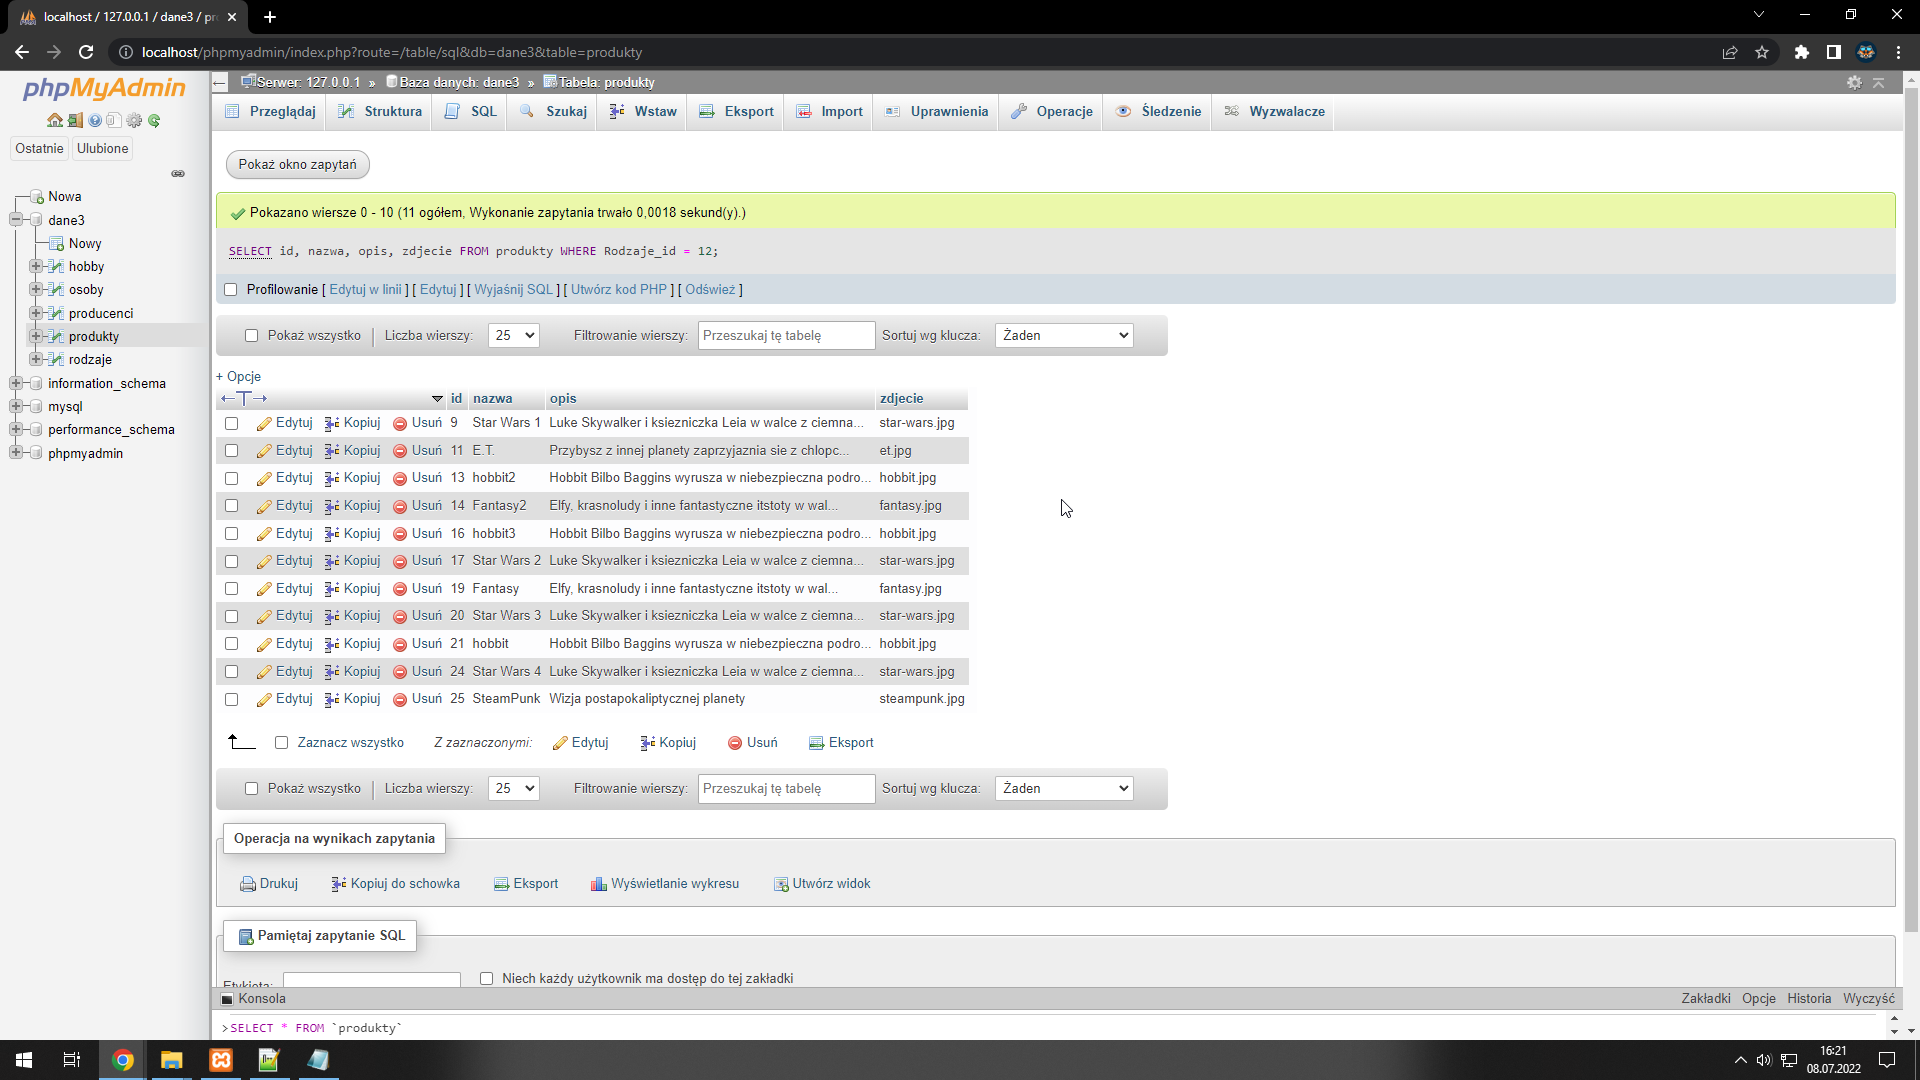 localhost / 127.0.0.1 / dane3 / pr
localhost/phpmyadmin/index.php?route=/table/sql&db=dane3&table=produkty
phpMyAdmin
Ostatnie Ulubione
Nowa
dane3
Nowy
hobby
osoby
producenci
produkty
rodzaje
information_schema
mysql
performance_schema
phpmyadmin
Serwer: 127.0.0.1 » Baza danych: dane3 » Tabela: produkty
Przeglądaj Struktura SQL Szukaj Wstaw Eksport Import Uprawnienia Operacje Śledzenie Wyzwalacze
Pokaż okno zapytań
Pokazano wiersze 0 - 10 (11 ogółem, Wykonanie zapytania trwało 0,0018 sekund(y).)
SELECT id, nazwa, opis, zdjecie FROM produkty WHERE Rodzaje_id = 12;
Profilowanie [ Edytuj w linii ] [ Edytuj ] [ Wyjaśnij SQL ] [ Utwórz kod PHP ] [ Odśwież ]
Pokaż wszystko | Liczba wierszy: 25 Filtrowanie wierszy: Przeszukaj tę tabelę Sortuj wg klucza: Żaden
+ Opcje
←T→ id nazwa opis zdjecie
Edytuj Kopiuj Usuń 9 Star Wars 1 Luke Skywalker i ksiezniczka Leia w walce z ciemna... star-wars.jpg
Edytuj Kopiuj Usuń 11 E.T. Przybysz z innej planety zaprzyjaznia sie z chlopc... et.jpg
Edytuj Kopiuj Usuń 13 hobbit2 Hobbit Bilbo Baggins wyrusza w niebezpieczna podro... hobbit.jpg
Edytuj Kopiuj Usuń 14 Fantasy2 Elfy, krasnoludy i inne fantastyczne itstoty w wal... fantasy.jpg
Edytuj Kopiuj Usuń 16 hobbit3 Hobbit Bilbo Baggins wyrusza w niebezpieczna podro... hobbit.jpg
Edytuj Kopiuj Usuń 17 Star Wars 2 Luke Skywalker i ksiezniczka Leia w walce z ciemna... star-wars.jpg
Edytuj Kopiuj Usuń 19 Fantasy Elfy, krasnoludy i inne fantastyczne itstoty w wal... fantasy.jpg
Edytuj Kopiuj Usuń 20 Star Wars 3 Luke Skywalker i ksiezniczka Leia w walce z ciemna... star-wars.jpg
Edytuj Kopiuj Usuń 21 hobbit Hobbit Bilbo Baggins wyrusza w niebezpieczna podro... hobbit.jpg
Edytuj Kopiuj Usuń 24 Star Wars 4 Luke Skywalker i ksiezniczka Leia w walce z ciemna... star-wars.jpg
Edytuj Kopiuj Usuń 25 SteamPunk Wizja postapokaliptycznej planety steampunk.jpg
Zaznacz wszystko Z zaznaczonymi: Edytuj Kopiuj Usuń Eksport
Pokaż wszystko | Liczba wierszy: 25 Filtrowanie wierszy: Przeszukaj tę tabelę Sortuj wg klucza: Żaden
Operacja na wynikach zapytania
Drukuj Kopiuj do schowka Eksport Wyświetlanie wykresu Utwórz widok
Pamiętaj zapytanie SQL
Etykieta: Niech każdy użytkownik ma dostęp do tej zakładki
Konsola Zakładki Opcje Historia Wyczyść
>SELECT * FROM `produkty`
16:21
08.07.2022